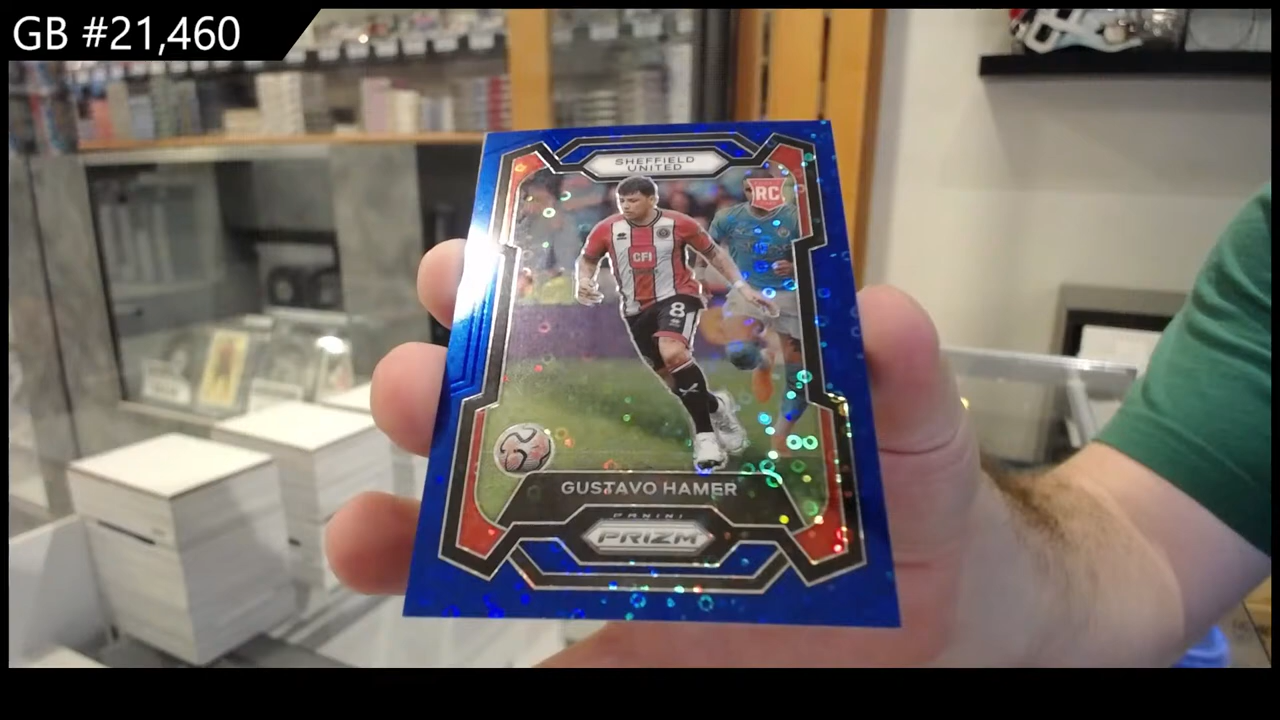 GB #21,460
SHEFFIELD
UNITED
RC
CFI
8
GUSTAVO HAMER
PANINI
PRIZM